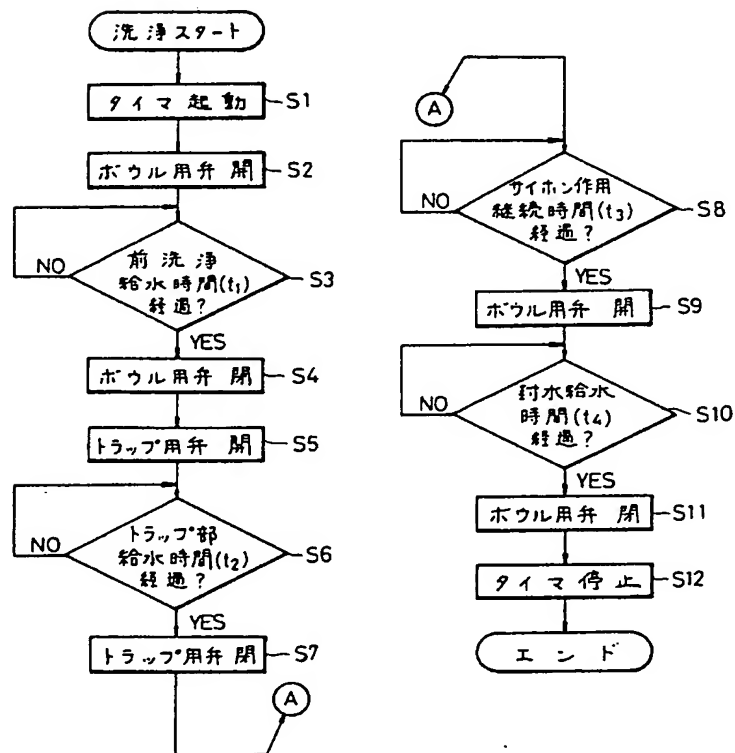 洗浄スタート
タイマ起動
S1
ボウル用弁 開
S2
前洗浄
給水時間(t₁)
経過?
S3
NO
YES
ボウル用弁 閉
S4
トラップ用弁 開
S5
トラップ部
給水時間(t₂)
経過?
S6
NO
YES
トラップ用弁 閉
S7
A
A
サイホン作用
継続時間(t₃)
経過?
S8
NO
YES
ボウル用弁 開
S9
封水給水
時間(t₄)
経過?
S10
NO
YES
ボウル用弁 閉
S11
タイマ停止
S12
エンド